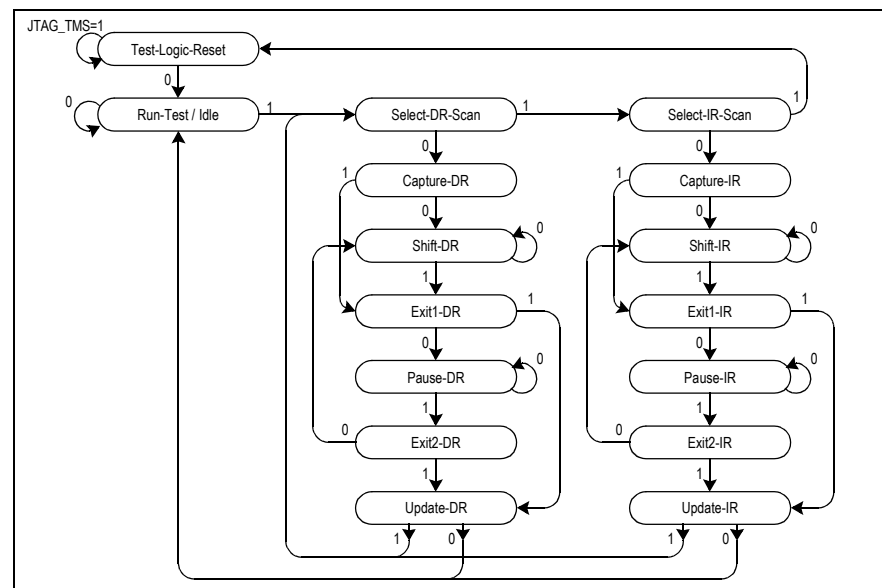 JTAG_TMS=1
Test-Logic-Reset
0
1
0
Run-Test / Idle
1
Select-DR-Scan
1
Select-IR-Scan
0
0
1
Capture-DR
1
Capture-IR
0
0
Shift-DR
0
Shift-IR
0
1
1
Exit1-DR
1
Exit1-IR
1
0
0
Pause-DR
0
Pause-IR
0
1
1
0
Exit2-DR
0
Exit2-IR
1
1
Update-DR
Update-IR
1
0
1
0